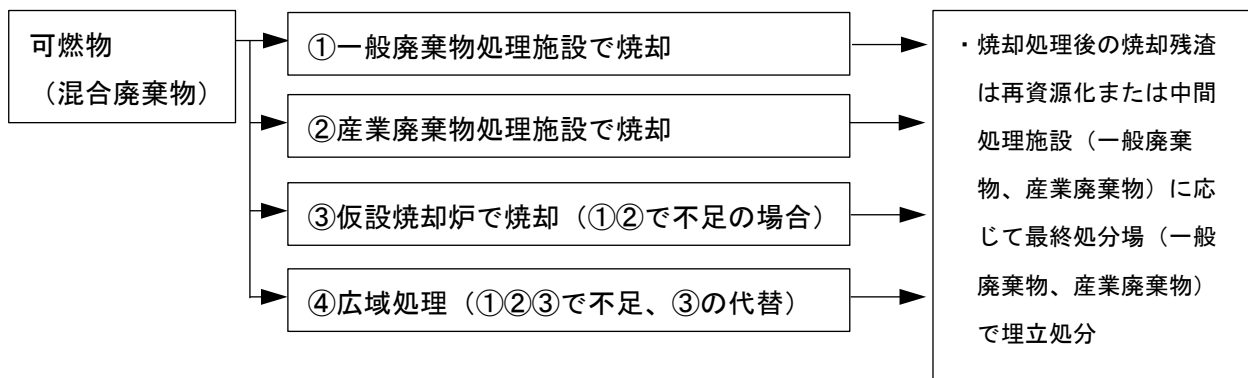 可燃物
（混合廃棄物）
①一般廃棄物処理施設で焼却
②産業廃棄物処理施設で焼却
③仮設焼却炉で焼却（①②で不足の場合）
④広域処理（①②③で不足、③の代替）
・焼却処理後の焼却残渣
は再資源化または中間
処理施設（一般廃棄
物、産業廃棄物）に応
じて最終処分場（一般
廃棄物、産業廃棄物）
で埋立処分